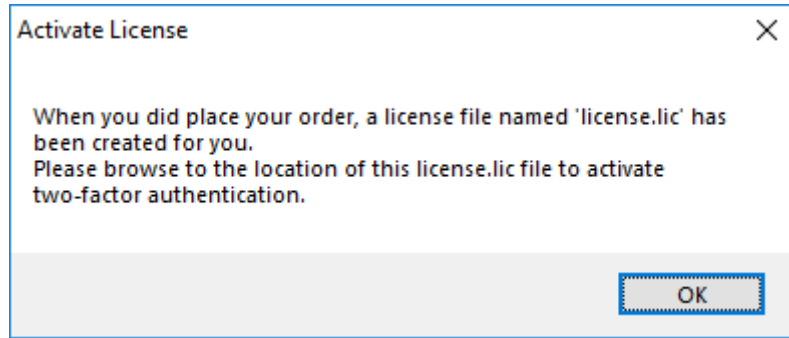 Activate License
When you did place your order, a license file named 'license.lic' has
been created for you.
Please browse to the location of this license.lic file to activate
two-factor authentication.
OK